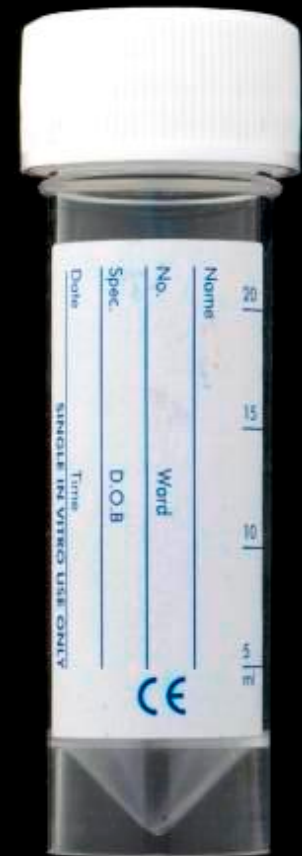 20
15
10
5
ml
Name
No. Ward
Spec. D.O.B
Date Time
SINGLE IN VITRO USE ONLY
CE